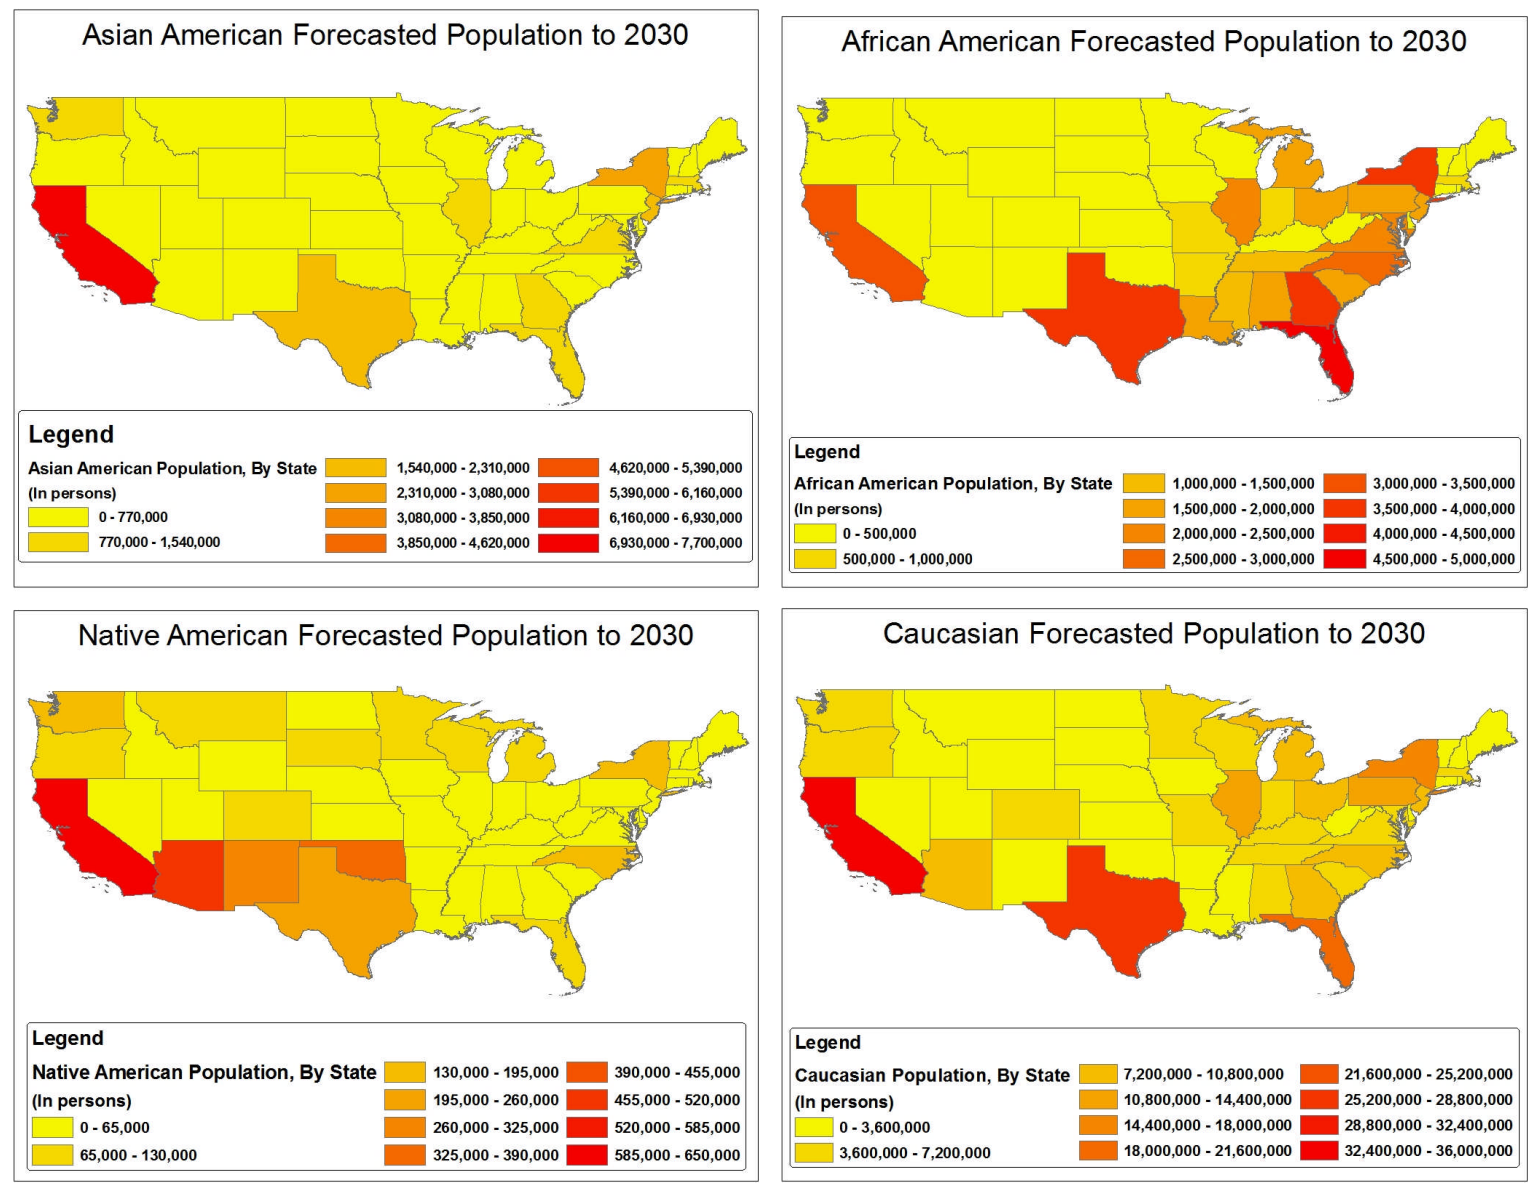 Asian American Forecasted Population to 2030
Legend
Asian American Population, By State
(In persons)
0 - 770,000
770,000 - 1,540,000
1,540,000 - 2,310,000
2,310,000 - 3,080,000
3,080,000 - 3,850,000
3,850,000 - 4,620,000
4,620,000 - 5,390,000
5,390,000 - 6,160,000
6,160,000 - 6,930,000
6,930,000 - 7,700,000
African American Forecasted Population to 2030
Legend
African American Population, By State
(In persons)
0 - 500,000
500,000 - 1,000,000
1,000,000 - 1,500,000
1,500,000 - 2,000,000
2,000,000 - 2,500,000
2,500,000 - 3,000,000
3,000,000 - 3,500,000
3,500,000 - 4,000,000
4,000,000 - 4,500,000
4,500,000 - 5,000,000
Native American Forecasted Population to 2030
Legend
Native American Population, By State
(In persons)
0 - 65,000
65,000 - 130,000
130,000 - 195,000
195,000 - 260,000
260,000 - 325,000
325,000 - 390,000
390,000 - 455,000
455,000 - 520,000
520,000 - 585,000
585,000 - 650,000
Caucasian Forecasted Population to 2030
Legend
Caucasian Population, By State
(In persons)
0 - 3,600,000
3,600,000 - 7,200,000
7,200,000 - 10,800,000
10,800,000 - 14,400,000
14,400,000 - 18,000,000
18,000,000 - 21,600,000
21,600,000 - 25,200,000
25,200,000 - 28,800,000
28,800,000 - 32,400,000
32,400,000 - 36,000,000